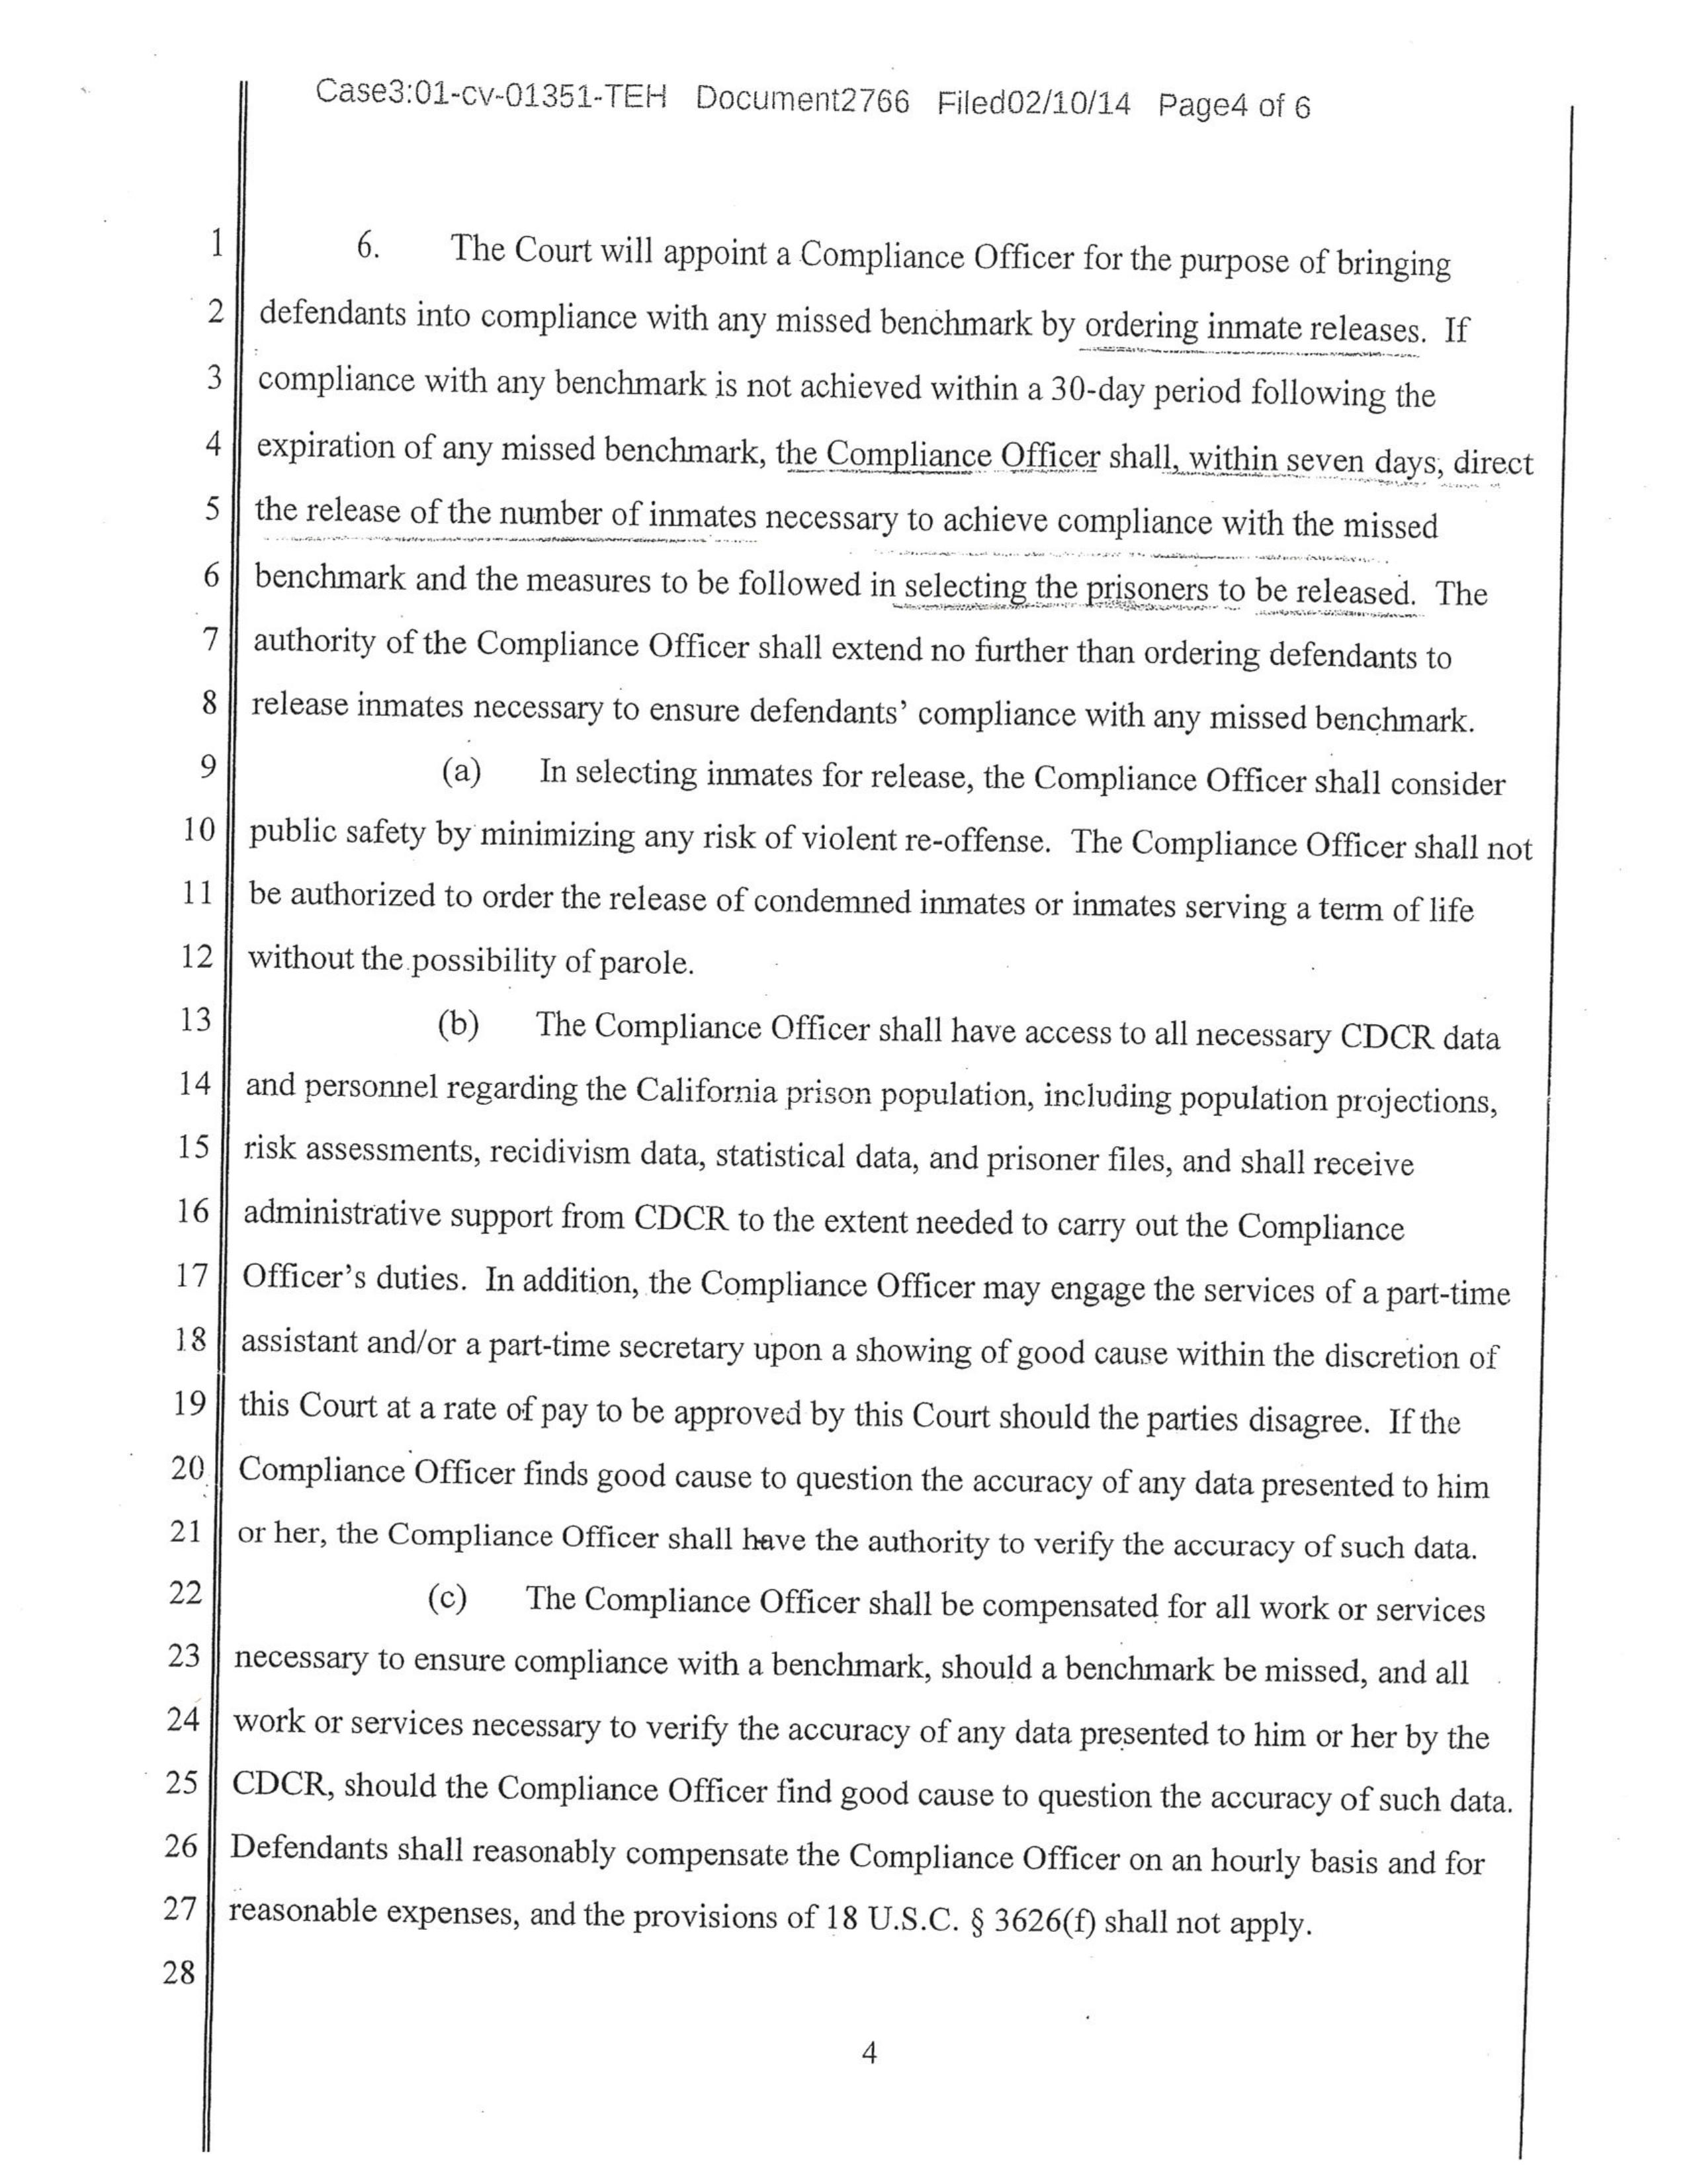 Case3:01-cv-01351-TEH Document2766 Filed02/10/14 Page4 of 6
1 6. The Court will appoint a Compliance Officer for the purpose of bringing
2 defendants into compliance with any missed benchmark by ordering inmate releases. If
3 compliance with any benchmark is not achieved within a 30-day period following the
4 expiration of any missed benchmark, the Compliance Officer shall, within seven days, direct
5 the release of the number of inmates necessary to achieve compliance with the missed
6 benchmark and the measures to be followed in selecting the prisoners to be released. The
7 authority of the Compliance Officer shall extend no further than ordering defendants to
8 release inmates necessary to ensure defendants’ compliance with any missed benchmark.
9 (a) In selecting inmates for release, the Compliance Officer shall consider
10 public safety by minimizing any risk of violent re-offense. The Compliance Officer shall not
11 be authorized to order the release of condemned inmates or inmates serving a term of life
12 without the possibility of parole.
13 (b) The Compliance Officer shall have access to all necessary CDCR data
14 and personnel regarding the California prison population, including population projections,
15 risk assessments, recidivism data, statistical data, and prisoner files, and shall receive
16 administrative support from CDCR to the extent needed to carry out the Compliance
17 Officer’s duties. In addition, the Compliance Officer may engage the services of a part-time
18 assistant and/or a part-time secretary upon a showing of good cause within the discretion of
19 this Court at a rate of pay to be approved by this Court should the parties disagree. If the
20 Compliance Officer finds good cause to question the accuracy of any data presented to him
21 or her, the Compliance Officer shall have the authority to verify the accuracy of such data.
22 (c) The Compliance Officer shall be compensated for all work or services
23 necessary to ensure compliance with a benchmark, should a benchmark be missed, and all
24 work or services necessary to verify the accuracy of any data presented to him or her by the
25 CDCR, should the Compliance Officer find good cause to question the accuracy of such data.
26 Defendants shall reasonably compensate the Compliance Officer on an hourly basis and for
27 reasonable expenses, and the provisions of 18 U.S.C. § 3626(f) shall not apply.
28
4